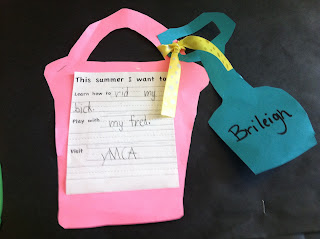 This summer I want to
Learn how to rid my
bick.
Play with my fred.
Visit YMCA
Brileigh